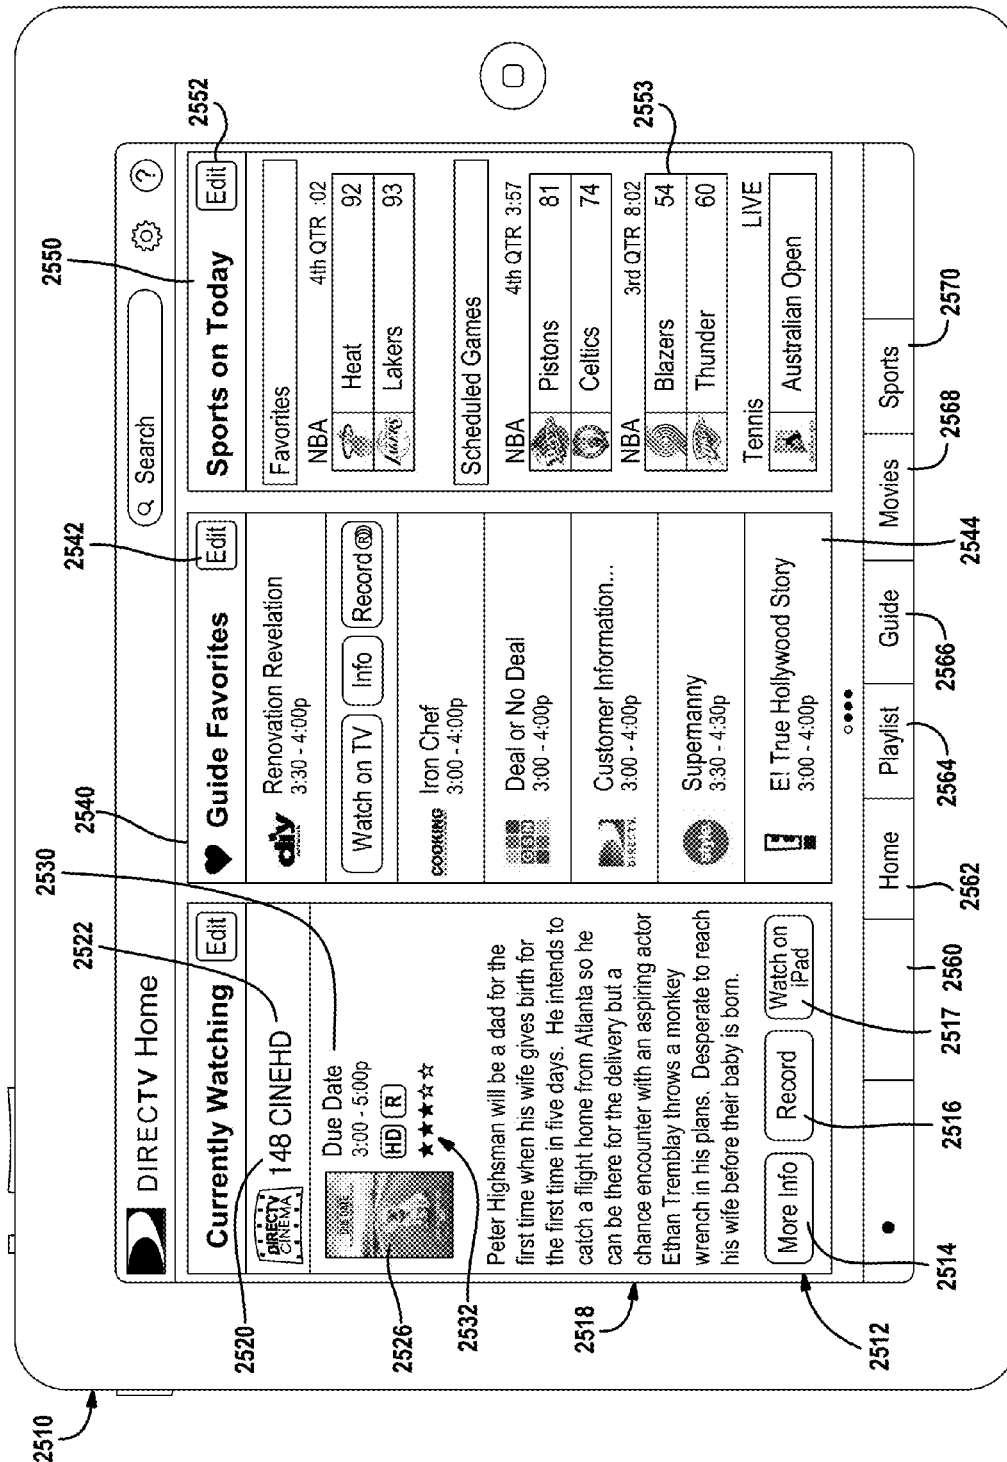 2510
DIRECTV Home
Search
?
Currently Watching
Edit
DIRECTV
CINEMA
148 CINEHD
Due Date
3:00 - 5:00p
HD R
Peter Highsman will be a dad for the
first time when his wife gives birth for
the first time in five days. He intends to
catch a flight home from Atlanta so he
can be there for the delivery but a
chance encounter with an aspiring actor
Ethan Tremblay throws a monkey
wrench in his plans. Desperate to reach
his wife before their baby is born.
More Info
Record
Watch on
iPad
Guide Favorites
Edit
diy
Renovation Revelation
3:30 - 4:00p
Watch on TV
Info
Record
COOKING
Iron Chef
3:00 - 4:00p
Deal or No Deal
3:00 - 4:00p
DIRECTV
Customer Information...
3:00 - 4:00p
Supernanny
3:30 - 4:30p
E! True Hollywood Story
3:00 - 4:00p
Sports on Today
Edit
Favorites
NBA 4th QTR :02
Heat 92
Lakers 93
Scheduled Games
NBA 4th QTR 3:57
Pistons 81
Celtics 74
NBA 3rd QTR 8:02
Blazers 54
Thunder 60
Tennis LIVE
Australian Open
Home
Playlist
Guide
Movies
Sports
2520
2522
2530
2540
2542
2550
2552
2553
2526
2532
2518
2512
2514
2516
2517
2560
2562
2564
2566
2544
2568
2570